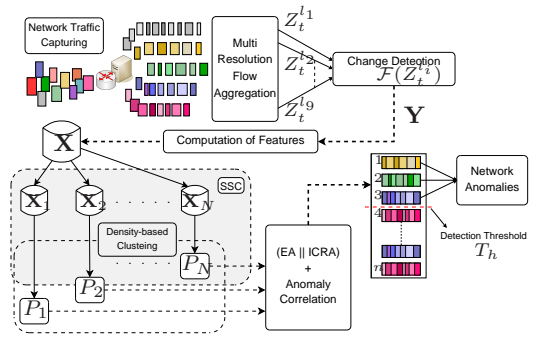 Network Traffic
Capturing
Multi
Resolution
Flow
Aggregation
Z_t^{l_1}
Z_t^{l_2}
Z_t^{l_9}
Change Detection
F(Z_t^{l_i})
Y
Computation of Features
X
SSC
X_1
X_2
X_N
Density-based
Clusteing
. . . . . .
. . . . . .
P_N
P_2
P_1
(EA || ICRA)
+
Anomaly
Correlation
1
2
3
4
n
Network
Anomalies
Detection Threshold
T_h